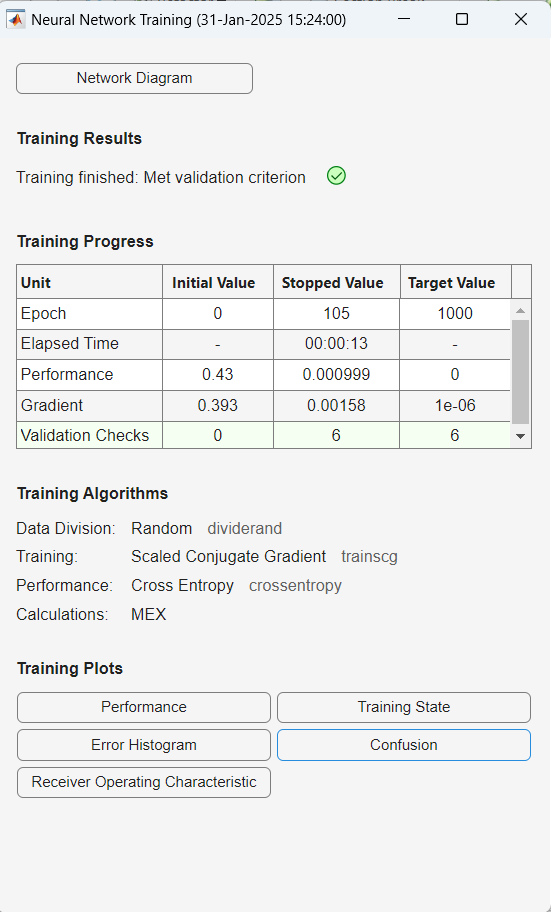 Neural Network Training (31-Jan-2025 15:24:00)
Network Diagram
Training Results
Training finished: Met validation criterion
Training Progress
Unit Initial Value Stopped Value Target Value
Epoch 0 105 1000
Elapsed Time - 00:00:13 -
Performance 0.43 0.000999 0
Gradient 0.393 0.00158 1e-06
Validation Checks 0 6 6
Training Algorithms
Data Division: Random dividerand
Training: Scaled Conjugate Gradient trainscg
Performance: Cross Entropy crossentropy
Calculations: MEX
Training Plots
Performance Training State
Error Histogram Confusion
Receiver Operating Characteristic